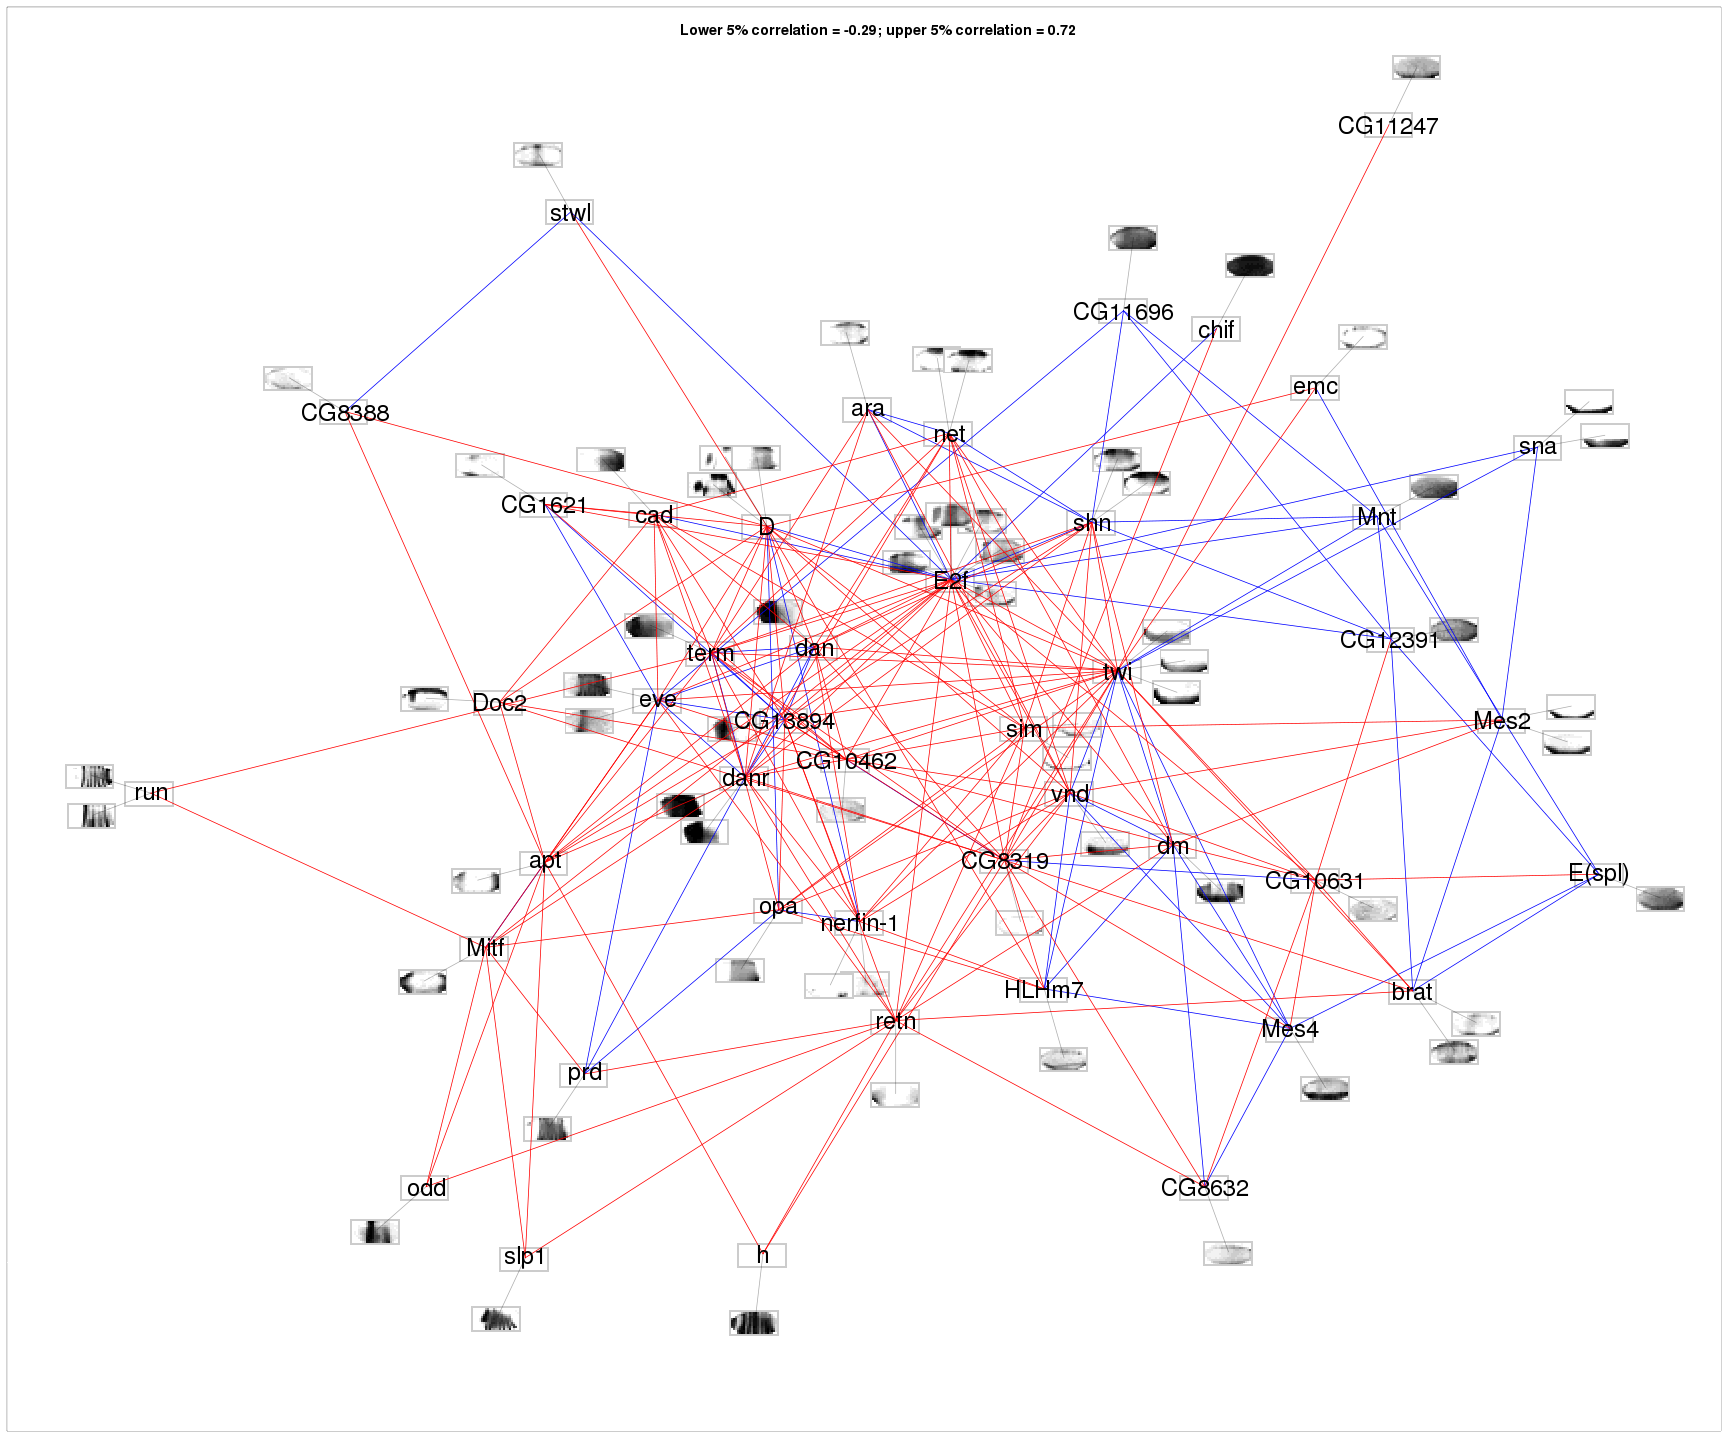 Lower 5% correlation = -0.29; upper 5% correlation = 0.72
CG11247
stwl
CG11696
chif
emc
CG8388
ara
net
sna
CG1621
cad
D
shn
Mnt
E2f
CG12391
term
dan
twi
Doc2
eve
CG13894
sim
Mes2
CG10462
danr
run
vnd
dm
apt
CG8319
CG10631
E(spl)
opa
nerfin-1
Mitf
HLHm7
brat
retn
Mes4
prd
odd
CG8632
slp1
h